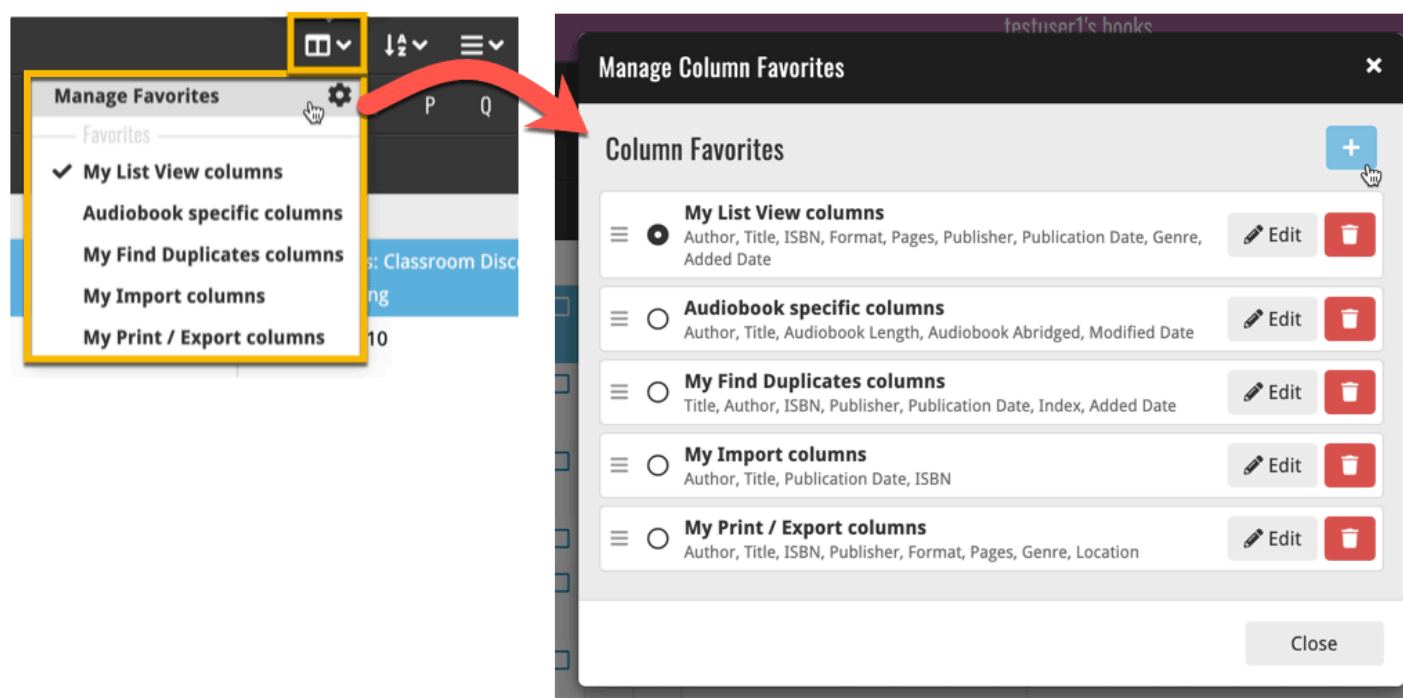 Manage Favorites
P Q
Favorites
My List View columns
Audiobook specific columns
My Find Duplicates columns
s: Classroom Disc
My Import columns
ng
My Print / Export columns
10
testuser1's books
Manage Column Favorites
Column Favorites
My List View columns
Author, Title, ISBN, Format, Pages, Publisher, Publication Date, Genre,
Added Date
Edit
Audiobook specific columns
Author, Title, Audiobook Length, Audiobook Abridged, Modified Date
Edit
My Find Duplicates columns
Title, Author, ISBN, Publisher, Publication Date, Index, Added Date
Edit
My Import columns
Author, Title, Publication Date, ISBN
Edit
My Print / Export columns
Author, Title, ISBN, Publisher, Format, Pages, Genre, Location
Edit
Close